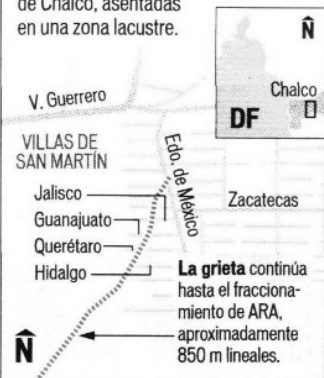 de Chalco, asentadas
en una zona lacustre.
N
Chalco
DF
V. Guerrero
VILLAS DE
SAN MARTÍN
Edo. de México
Jalisco
Guanajuato
Querétaro
Hidalgo
Zacatecas
La grieta continúa
hasta el fracciona-
miento de ARA,
aproximadamente
850 m lineales.
N